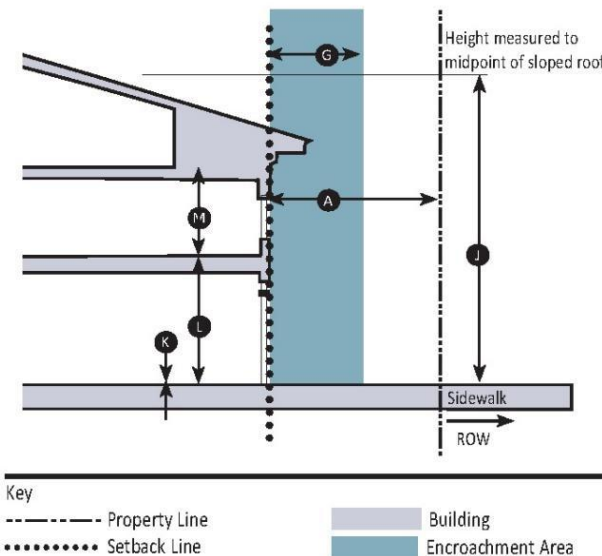 G
Height measured to
midpoint of sloped roof
A
M
J
L
K
Sidewalk
ROW
Key
Property Line
Building
Setback Line
Encroachment Area